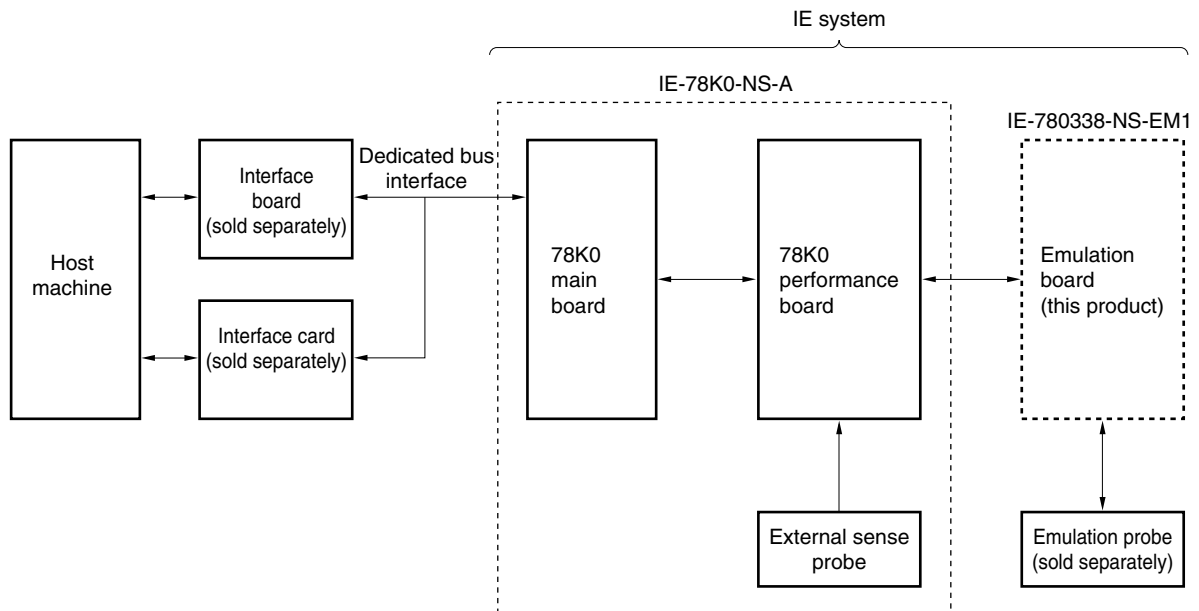 IE system
IE-78K0-NS-A
IE-780338-NS-EM1
Host
machine
Interface
board
(sold separately)
Interface card
(sold separately)
Dedicated bus
interface
78K0
main
board
78K0
performance
board
Emulation
board
(this product)
External sense
probe
Emulation probe
(sold separately)